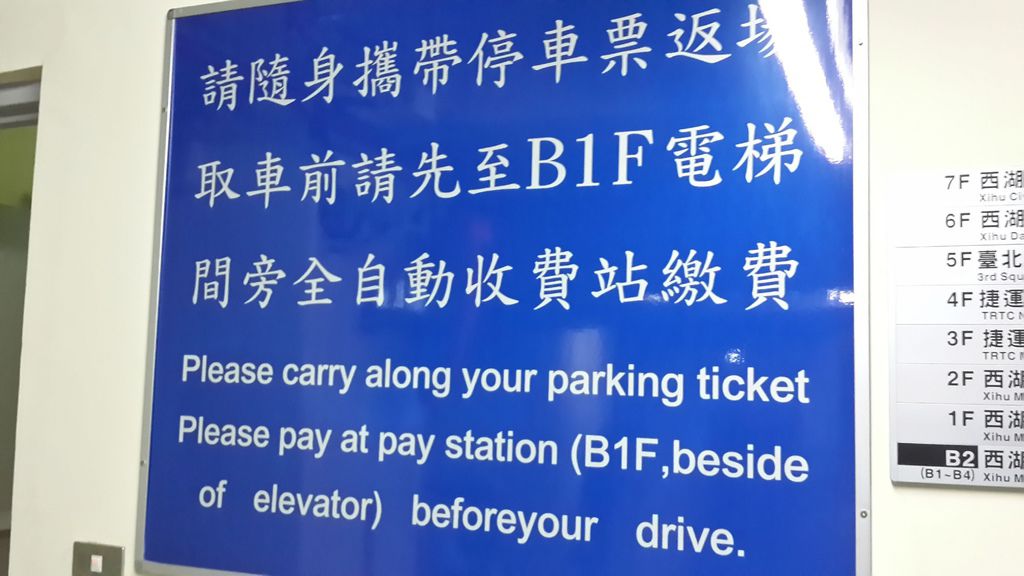 請隨身攜帶停車票返場
取車前請先至B1F電梯
間旁全自動收費站繳費
Please carry along your parking ticket
Please pay at pay station (B1F,beside
of elevator) beforeyour drive.
7F 西湖
Xihu
6F 西湖
Xihu
5F 臺北
3rd
4F 捷運
TRTC
3F 捷運
TRTC
2F 西湖
Xihu
1F 西湖
Xihu
B2 西湖
(B1~B4) Xihu